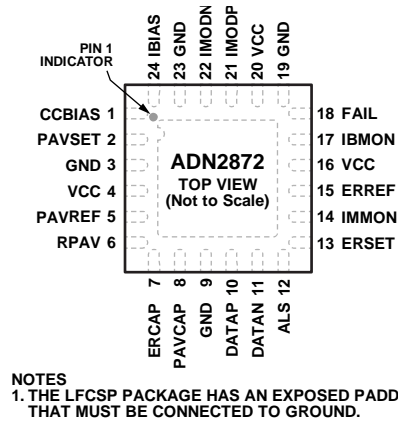 24 IBIAS
23 GND
22 IMODN
21 IMODP
20 VCC
19 GND
PIN 1
INDICATOR
CCBIAS 1
PAVSET 2
GND 3
VCC 4
PAVREF 5
RPAV 6
ADN2872
TOP VIEW
(Not to Scale)
18 FAIL
17 IBMON
16 VCC
15 ERREF
14 IMMON
13 ERSET
ERCAP 7
PAVCAP 8
GND 9
DATAP 10
DATAN 11
ALS 12
NOTES
1. THE LFCSP PACKAGE HAS AN EXPOSED PADD
THAT MUST BE CONNECTED TO GROUND.